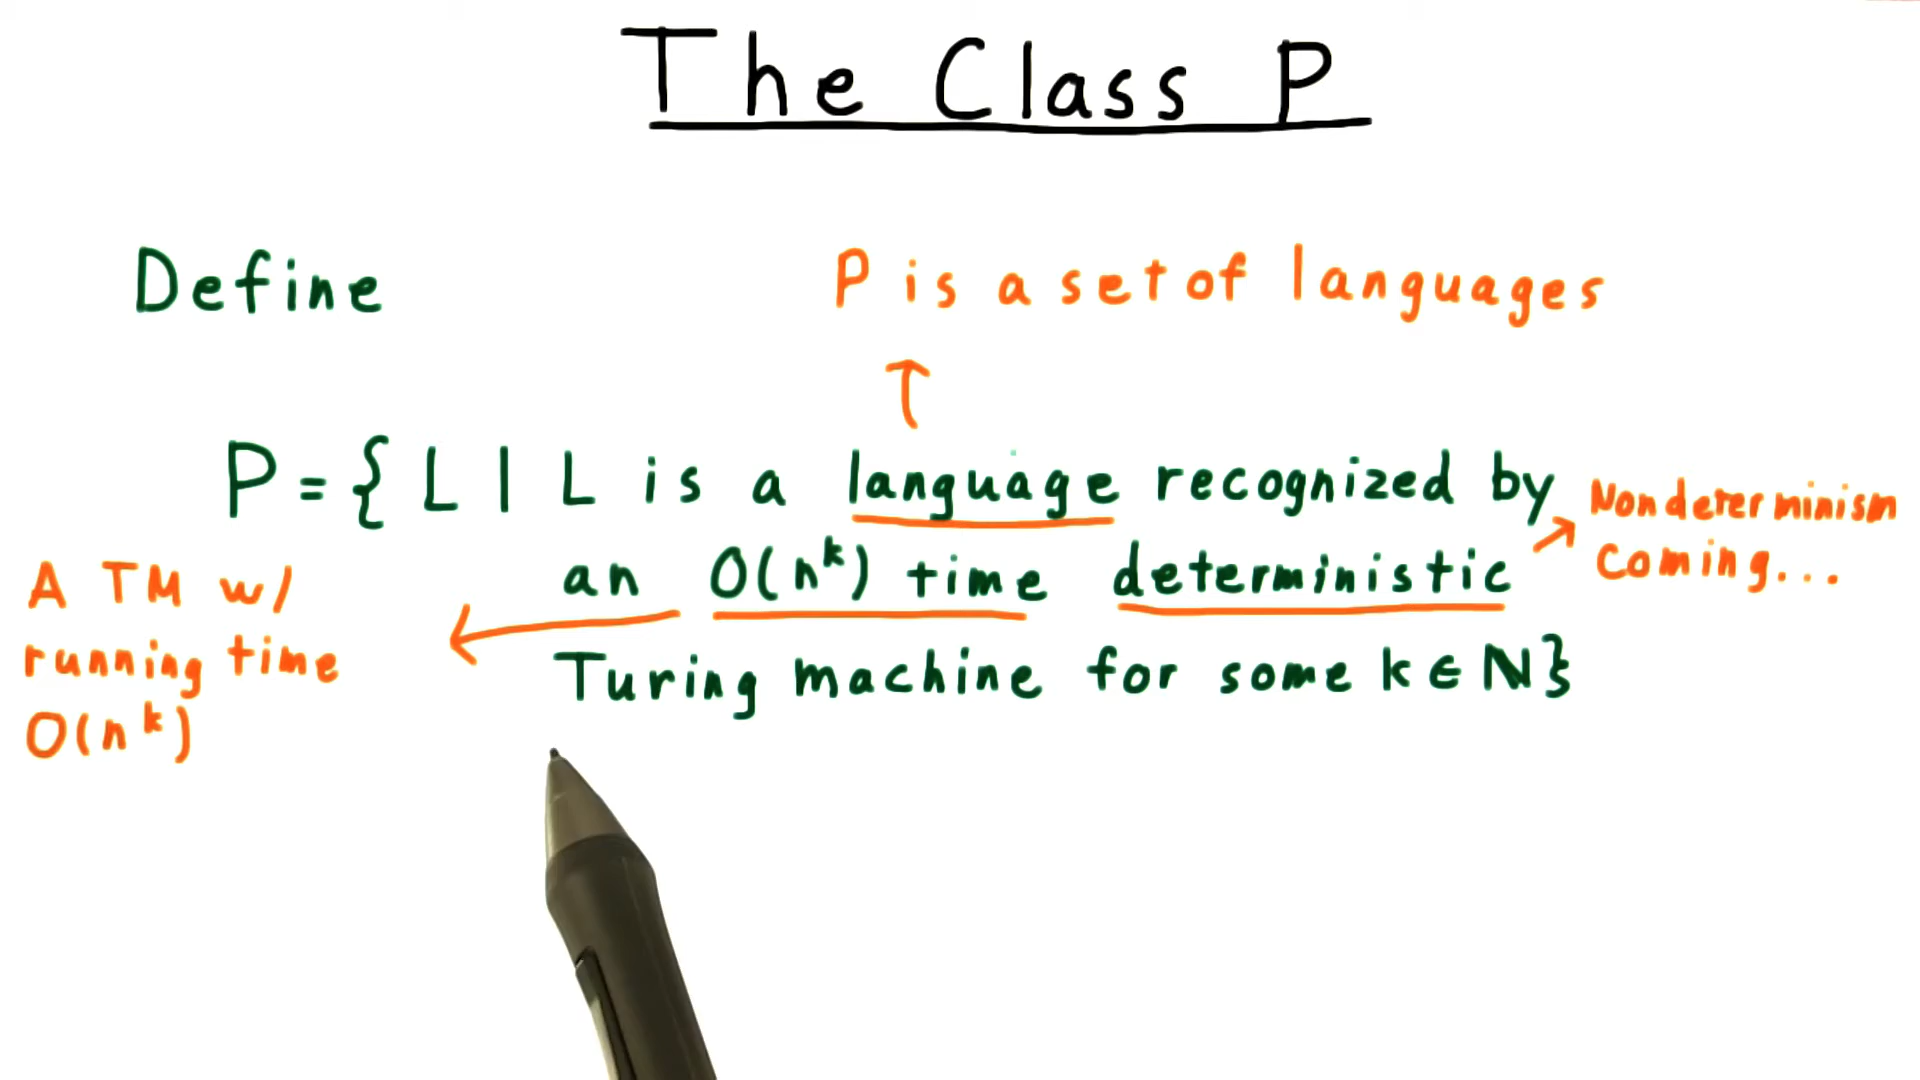 The Class P
Define
P is a set of languages
↑
P = { L | L is a language recognized by
an O(n^k) time deterministic
Turing machine for some k ∈ ℕ}
→ Nondeterminism
coming...
← A TM w/
running time
O(n^k)